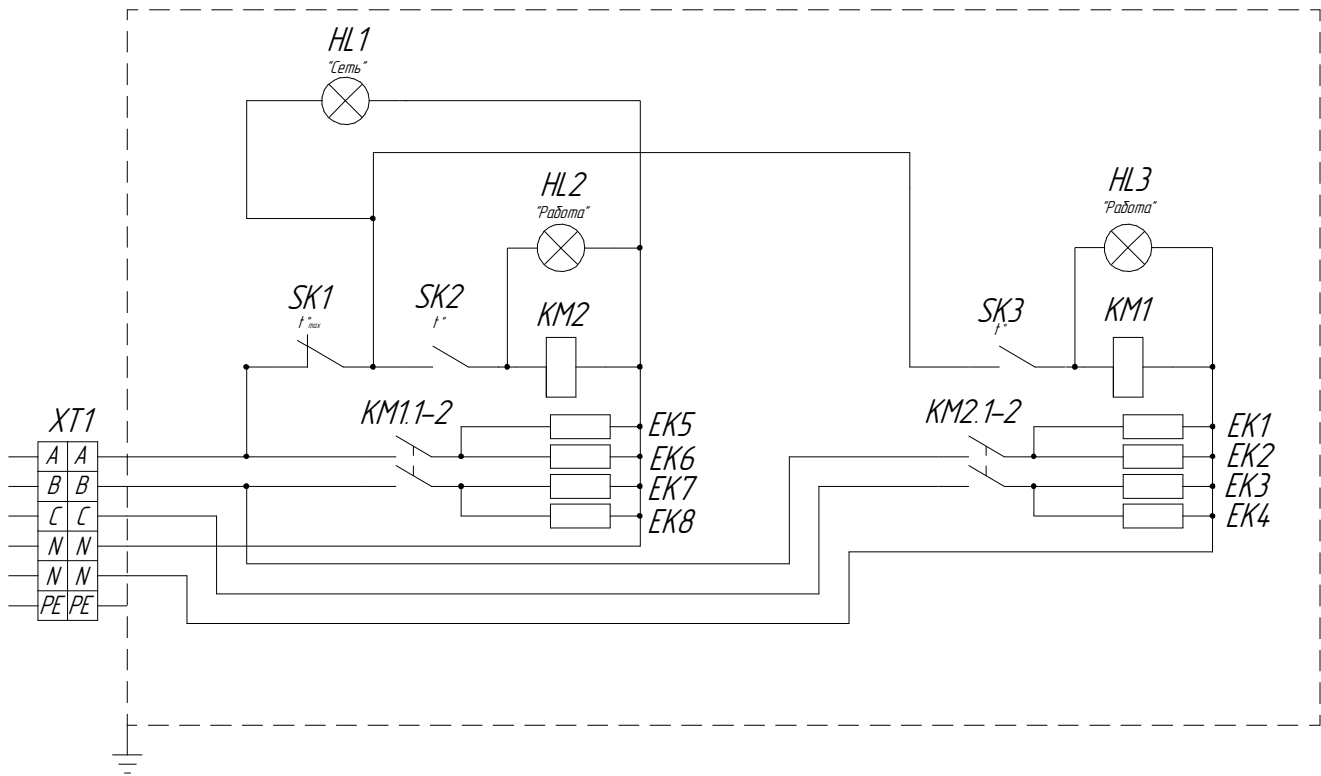 HL1
"Сеть"
HL2
"Работа"
HL3
"Работа"
SK1
t°max
SK2
t°
KM2
SK3
t°
KM1
KM1.1-2
KM2.1-2
EK5
EK6
EK7
EK8
EK1
EK2
EK3
EK4
XT1
A A
B B
C C
N N
N N
PE PE